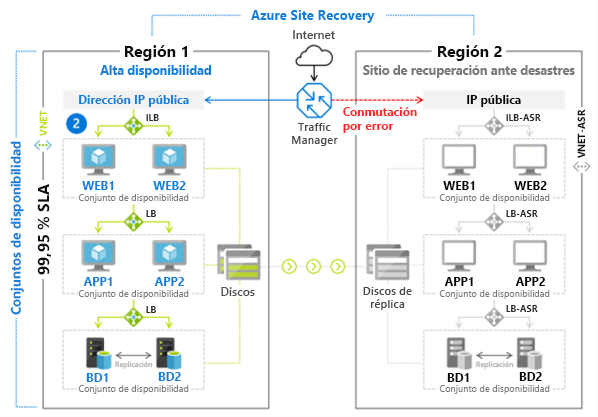 Azure Site Recovery
Internet
Región 1
Alta disponibilidad
Región 2
Sitio de recuperación ante desastres
Dirección IP pública
Traffic
Manager
Conmutación
por error
IP pública
2
VNET
VNET-ASR
Conjuntos de disponibilidad
99,95 % SLA
ILB
WEB1
WEB2
Conjunto de disponibilidad
LB
APP1
APP2
Conjunto de disponibilidad
LB
Replicación
BD1
BD2
Conjunto de disponibilidad
Discos
Discos de
réplica
ILB-ASR
WEB1
WEB2
Conjunto de disponibilidad
LB-ASR
APP1
APP2
Conjunto de disponibilidad
LB-ASR
Replicación
BD1
BD2
Conjunto de disponibilidad